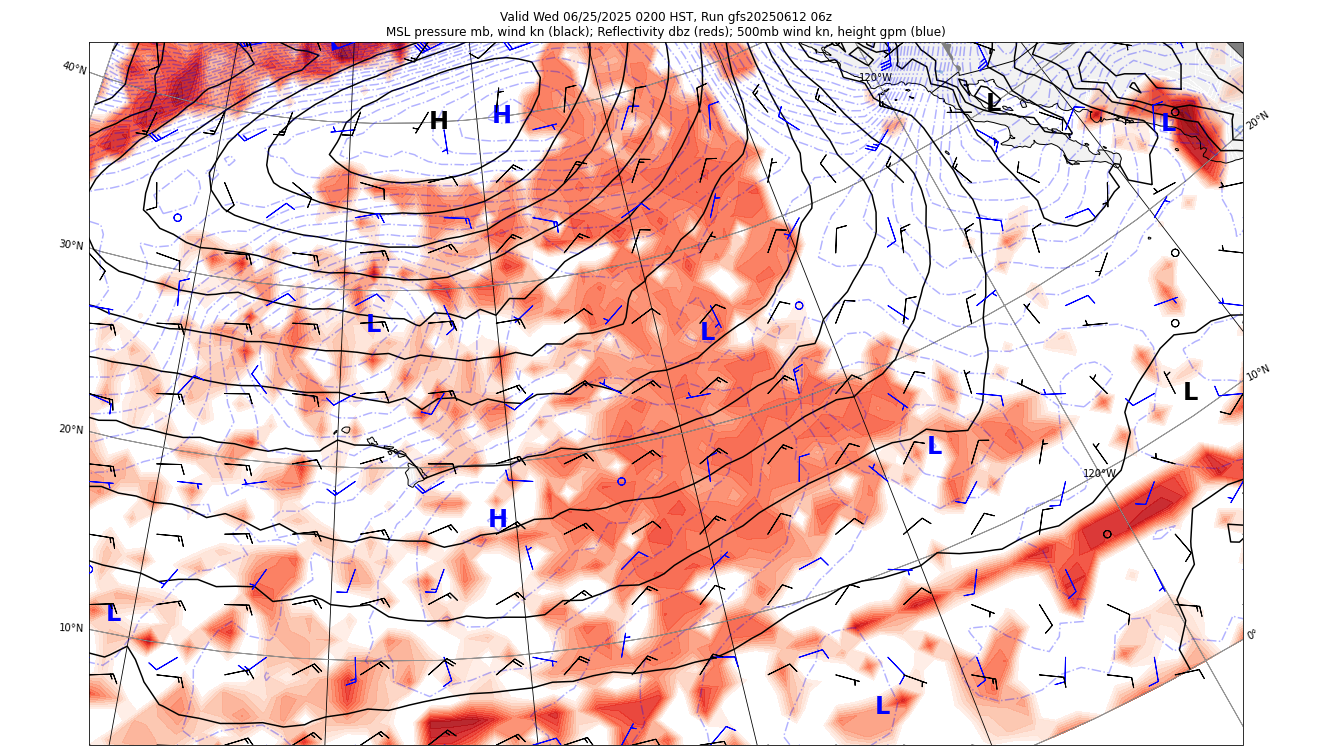 Valid Wed 06/25/2025 0200 HST, Run gfs20250612 06z
MSL pressure mb, wind kn (black); Reflectivity dbz (reds); 500mb wind kn, height gpm (blue)
40°N
120°W
20°N
L
H
H
L
30°N
L
L
10°N
L
20°N
L
120°W
H
L
10°N
0°
L